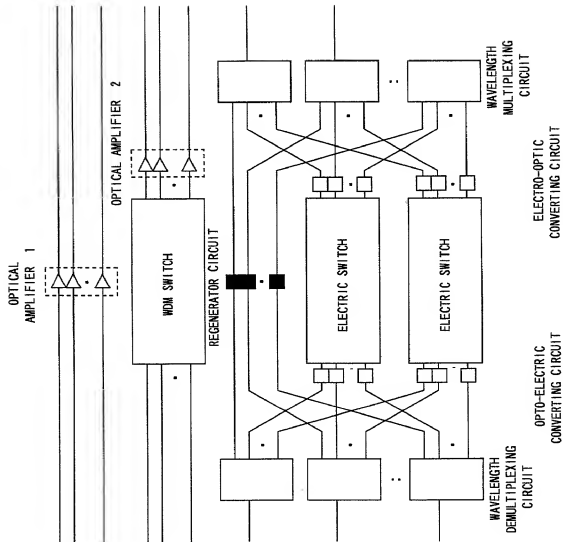 OPTICAL
AMPLIFIER 1
OPTICAL AMPLIFIER 2
WDM SWITCH
REGENERATOR CIRCUIT
ELECTRIC SWITCH
ELECTRIC SWITCH
WAVELENGTH
MULTIPLEXING
CIRCUIT
ELECTRO-OPTIC
CONVERTING CIRCUIT
OPTO-ELECTRIC
CONVERTING CIRCUIT
WAVELENGTH
DEMULTIPLEXING
CIRCUIT